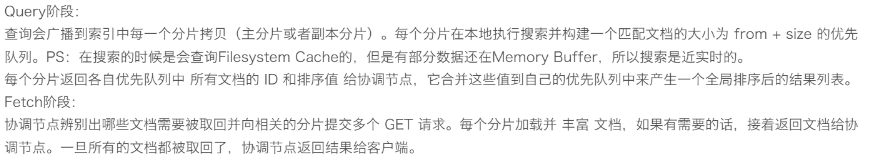 Query阶段：
查询会广播到索引中每一个分片拷贝（主分片或者副本分片）。每个分片在本地执行搜索并构建一个匹配文档的大小为 from + size 的优先
队列。PS：在搜索的时候是会查询Filesystem Cache的，但是有部分数据还在Memory Buffer，所以搜索是近实时的。
每个分片返回各自优先队列中 所有文档的 ID 和排序值 给协调节点，它合并这些值到自己的优先队列中来产生一个全局排序后的结果列表。
Fetch阶段：
协调节点辨别出哪些文档需要被取回并向相关的分片提交多个 GET 请求。每个分片加载并 丰富 文档，如果有需要的话，接着返回文档给协
调节点。一旦所有的文档都被取回了，协调节点返回结果给客户端。